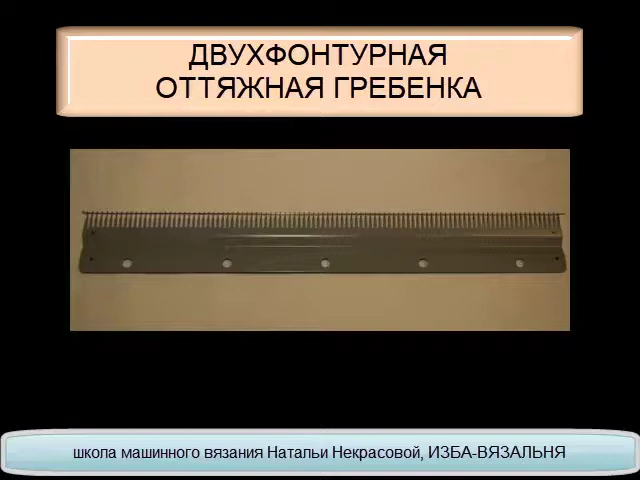 ДВУХФОНТУРНАЯ
ОТТЯЖНАЯ ГРЕБЕНКА
школа машинного вязания Натальи Некрасовой, ИЗБА-ВЯЗАЛЬНЯ